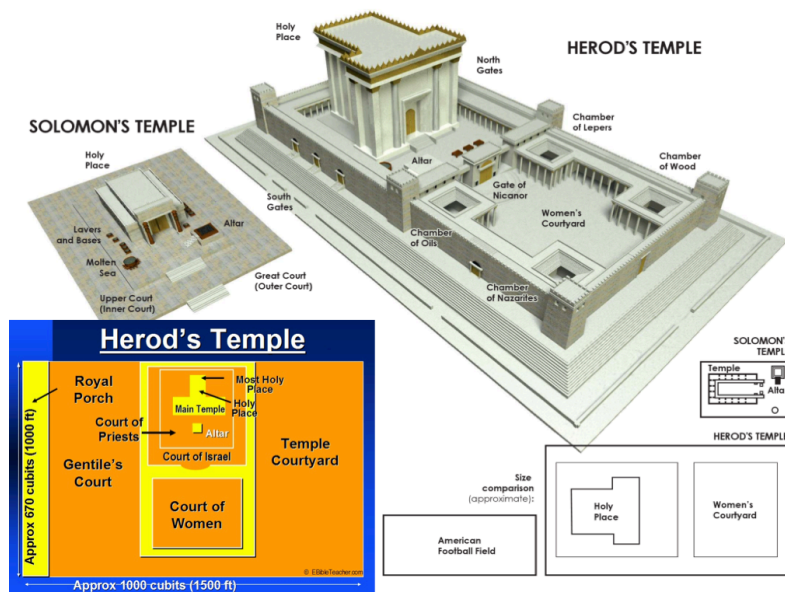 HEROD'S TEMPLE
Holy
Place
North
Gates
Chamber
of Lepers
Chamber
of Wood
Altar
Gate of
Nicanor
South
Gates
Women's
Courtyard
Chamber
of Oils
Chamber
of Nazarites
SOLOMON'S TEMPLE
Holy
Place
Lavers
and Bases
Altar
Molten
Sea
Great Court
(Outer Court)
Upper Court
(Inner Court)
Herod's Temple
Royal
Porch
Most Holy
Place
Holy
Place
Main Temple
Court of
Priests
Altar
Court of Israel
Gentile's
Court
Temple
Courtyard
Court of
Women
Approx 670 cubits (1000 ft)
© EBibleTeacher.com
Approx 1000 cubits (1500 ft)
SOLOMON'S
TEMPL
Temple
Altar
HEROD'S TEMPLE
Size
comparison
(approximate):
American
Football Field
Holy
Place
Women's
Courtyard